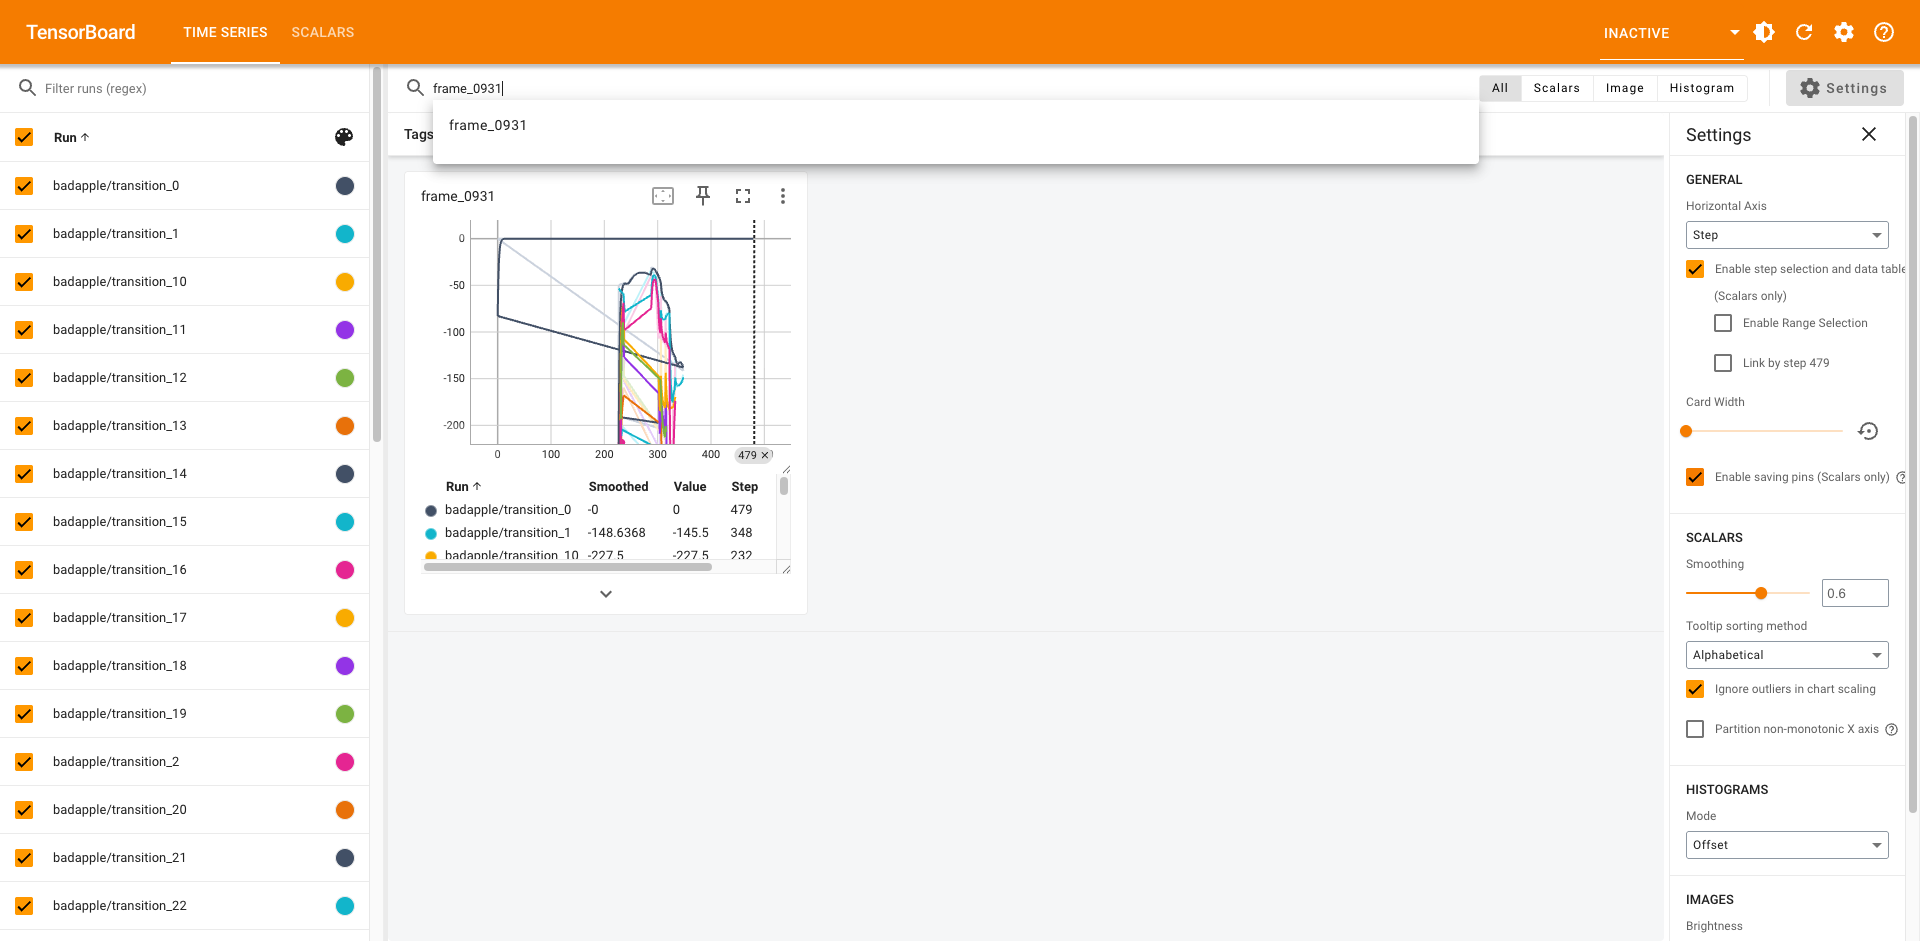 TensorBoard
TIME SERIES
SCALARS
INACTIVE
Filter runs (regex)
Run
badapple/transition_0
badapple/transition_1
badapple/transition_10
badapple/transition_11
badapple/transition_12
badapple/transition_13
badapple/transition_14
badapple/transition_15
badapple/transition_16
badapple/transition_17
badapple/transition_18
badapple/transition_19
badapple/transition_2
badapple/transition_20
badapple/transition_21
badapple/transition_22
frame_0931
All
Scalars
Image
Histogram
Settings
frame_0931
Tags
frame_0931
0
-50
-100
-150
-200
0
100
200
300
400
479
Run Smoothed Value Step
badapple/transition_0 -0 0 479
badapple/transition_1 -148.6368 -145.5 348
badapple/transition_10 -227.5 -227.5 232
Settings
GENERAL
Horizontal Axis
Step
Enable step selection and data table
(Scalars only)
Enable Range Selection
Link by step 479
Card Width
Enable saving pins (Scalars only)
SCALARS
Smoothing
0.6
Tooltip sorting method
Alphabetical
Ignore outliers in chart scaling
Partition non-monotonic X axis
HISTOGRAMS
Mode
Offset
IMAGES
Brightness